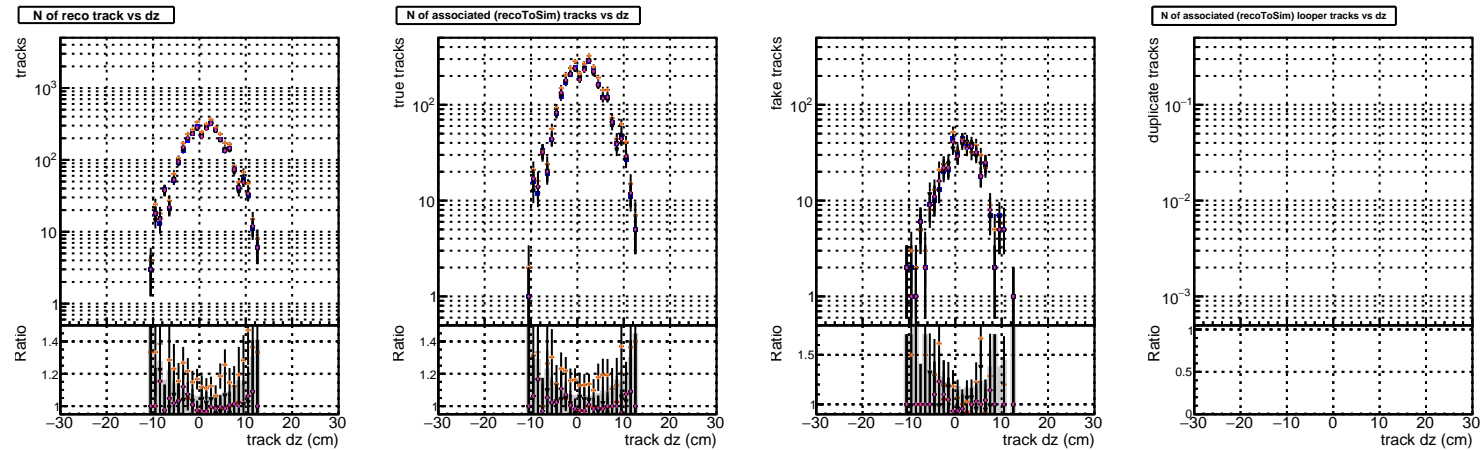 N of reco track vs dz
tracks
10³
10²
10
1
Ratio
1.4
1.2
1
−30 −20 −10 0 10 20 30
track dz (cm)
N of associated (recoToSim) tracks vs dz
true tracks
10²
10
1
Ratio
1.4
1.2
1
−30 −20 −10 0 10 20 30
track dz (cm)
fake tracks
10²
10
1
Ratio
1.5
1
−30 −20 −10 0 10 20 30
track dz (cm)
N of associated (recoToSim) looper tracks vs dz
duplicate tracks
10⁻¹
10⁻²
10⁻³
Ratio
1
0.5
0
−30 −20 −10 0 10 20 30
track dz (cm)